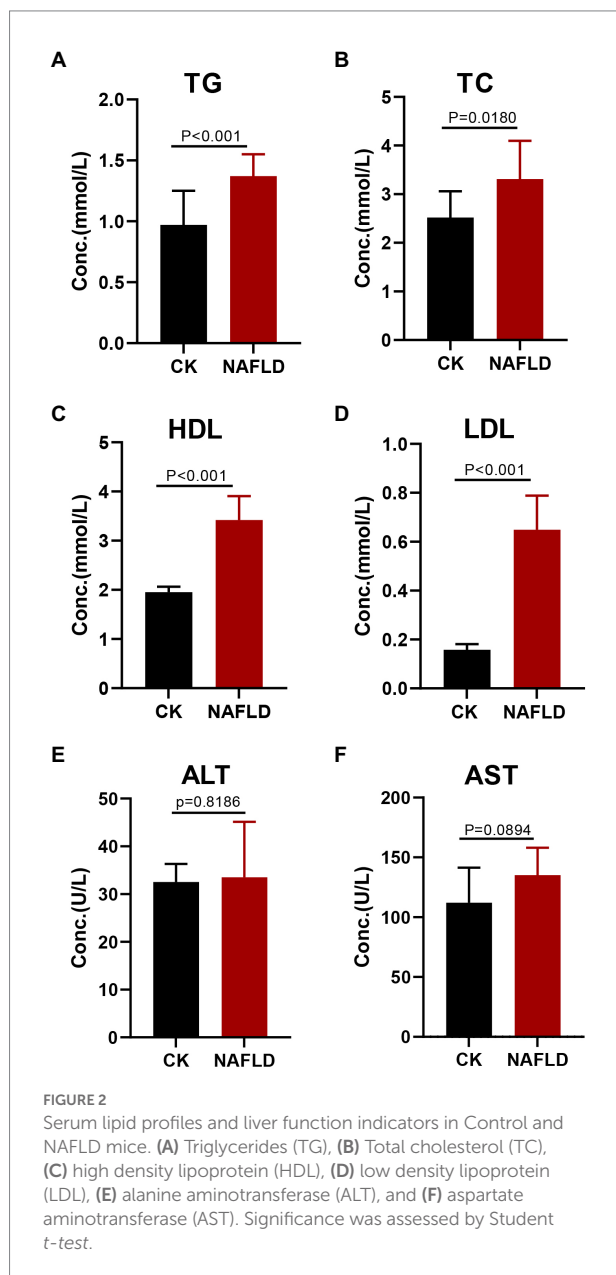 A
TG
2.0
1.5
1.0
0.5
0.0
Conc.(mmol/L)
P<0.001
CK NAFLD
B
TC
5
4
3
2
1
0
Conc.(mmol/L)
P=0.0180
CK NAFLD
C
HDL
5
4
3
2
1
0
Conc.(mmol/L)
P<0.001
CK NAFLD
D
LDL
1.0
0.8
0.6
0.4
0.2
0.0
Conc.(mmol/L)
P<0.001
CK NAFLD
E
ALT
50
40
30
20
10
0
Conc.(U/L)
p=0.8186
CK NAFLD
F
AST
200
150
100
50
0
Conc.(U/L)
P=0.0894
CK NAFLD
FIGURE 2
Serum lipid profiles and liver function indicators in Control and
NAFLD mice. (A) Triglycerides (TG), (B) Total cholesterol (TC),
(C) high density lipoprotein (HDL), (D) low density lipoprotein
(LDL), (E) alanine aminotransferase (ALT), and (F) aspartate
aminotransferase (AST). Significance was assessed by Student
t-test.